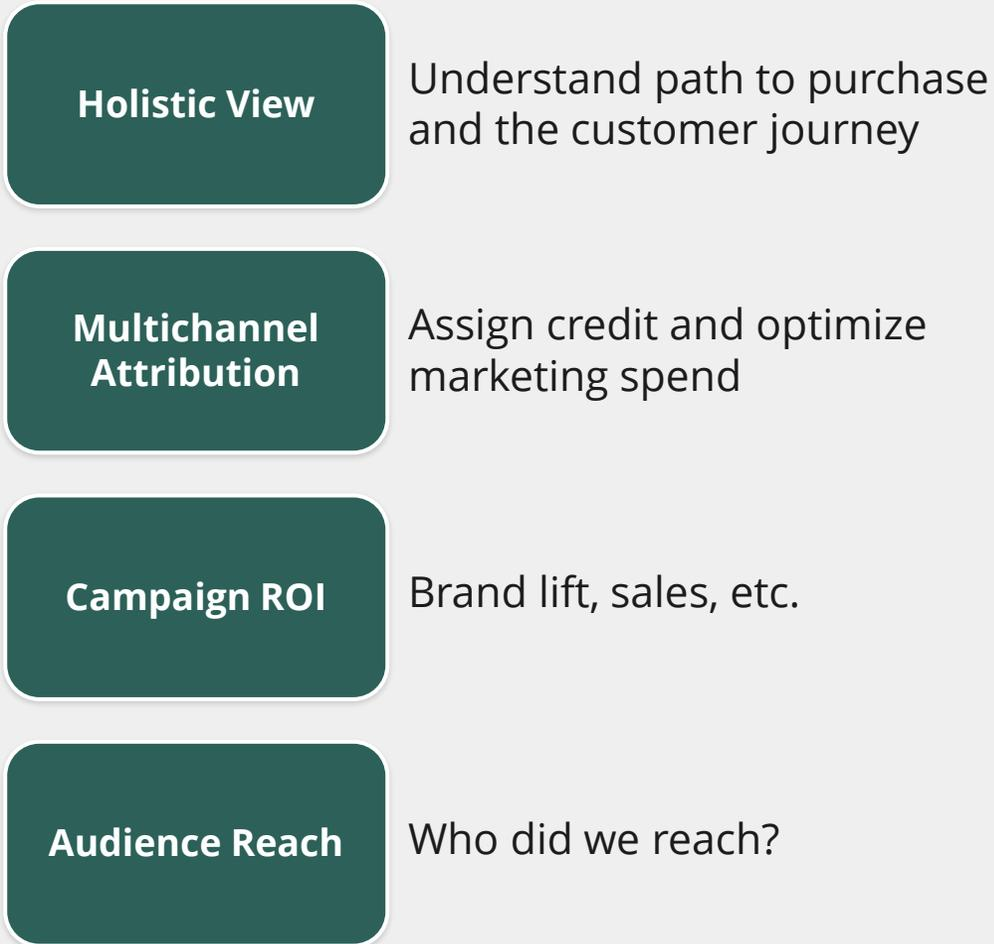 Holistic View
Understand path to purchase
and the customer journey
Multichannel
Attribution
Assign credit and optimize
marketing spend
Campaign ROI
Brand lift, sales, etc.
Audience Reach
Who did we reach?